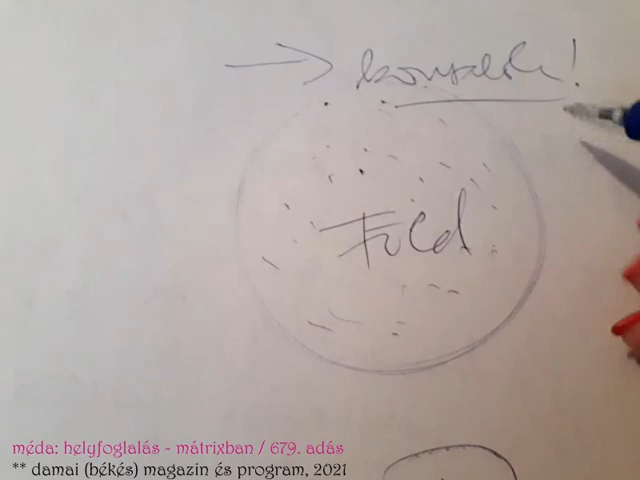 Föld
méda: helyfoglalás - mátrixban / 679. adás
** damai (békés) magazin és program, 2021